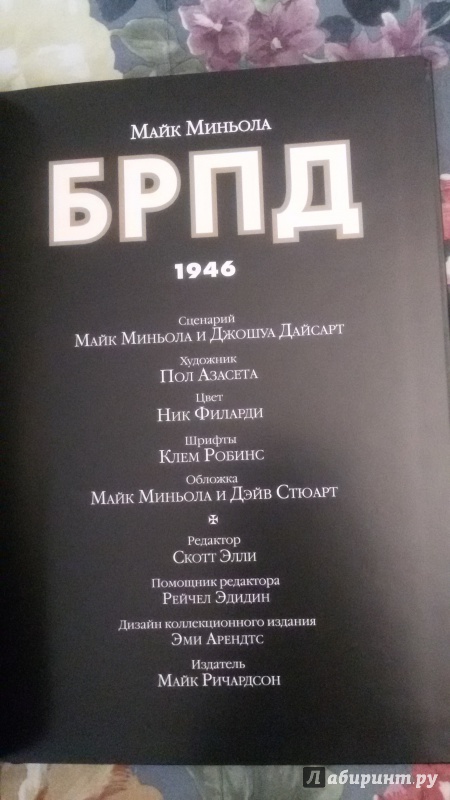 Майк Миньола
БРПД
1946
Сценарий
Майк Миньола и Джошуа Дайсарт
Художник
Пол Азасета
Цвет
Ник Филарди
Шрифты
Клем Робинс
Обложка
Майк Миньола и Дэйв Стюарт
Редактор
Скотт Элли
Помощник редактора
Рейчел Эдидин
Дизайн коллекционного издания
Эми Арендтс
Издатель
Майк Ричардсон
Лабиринт.ру